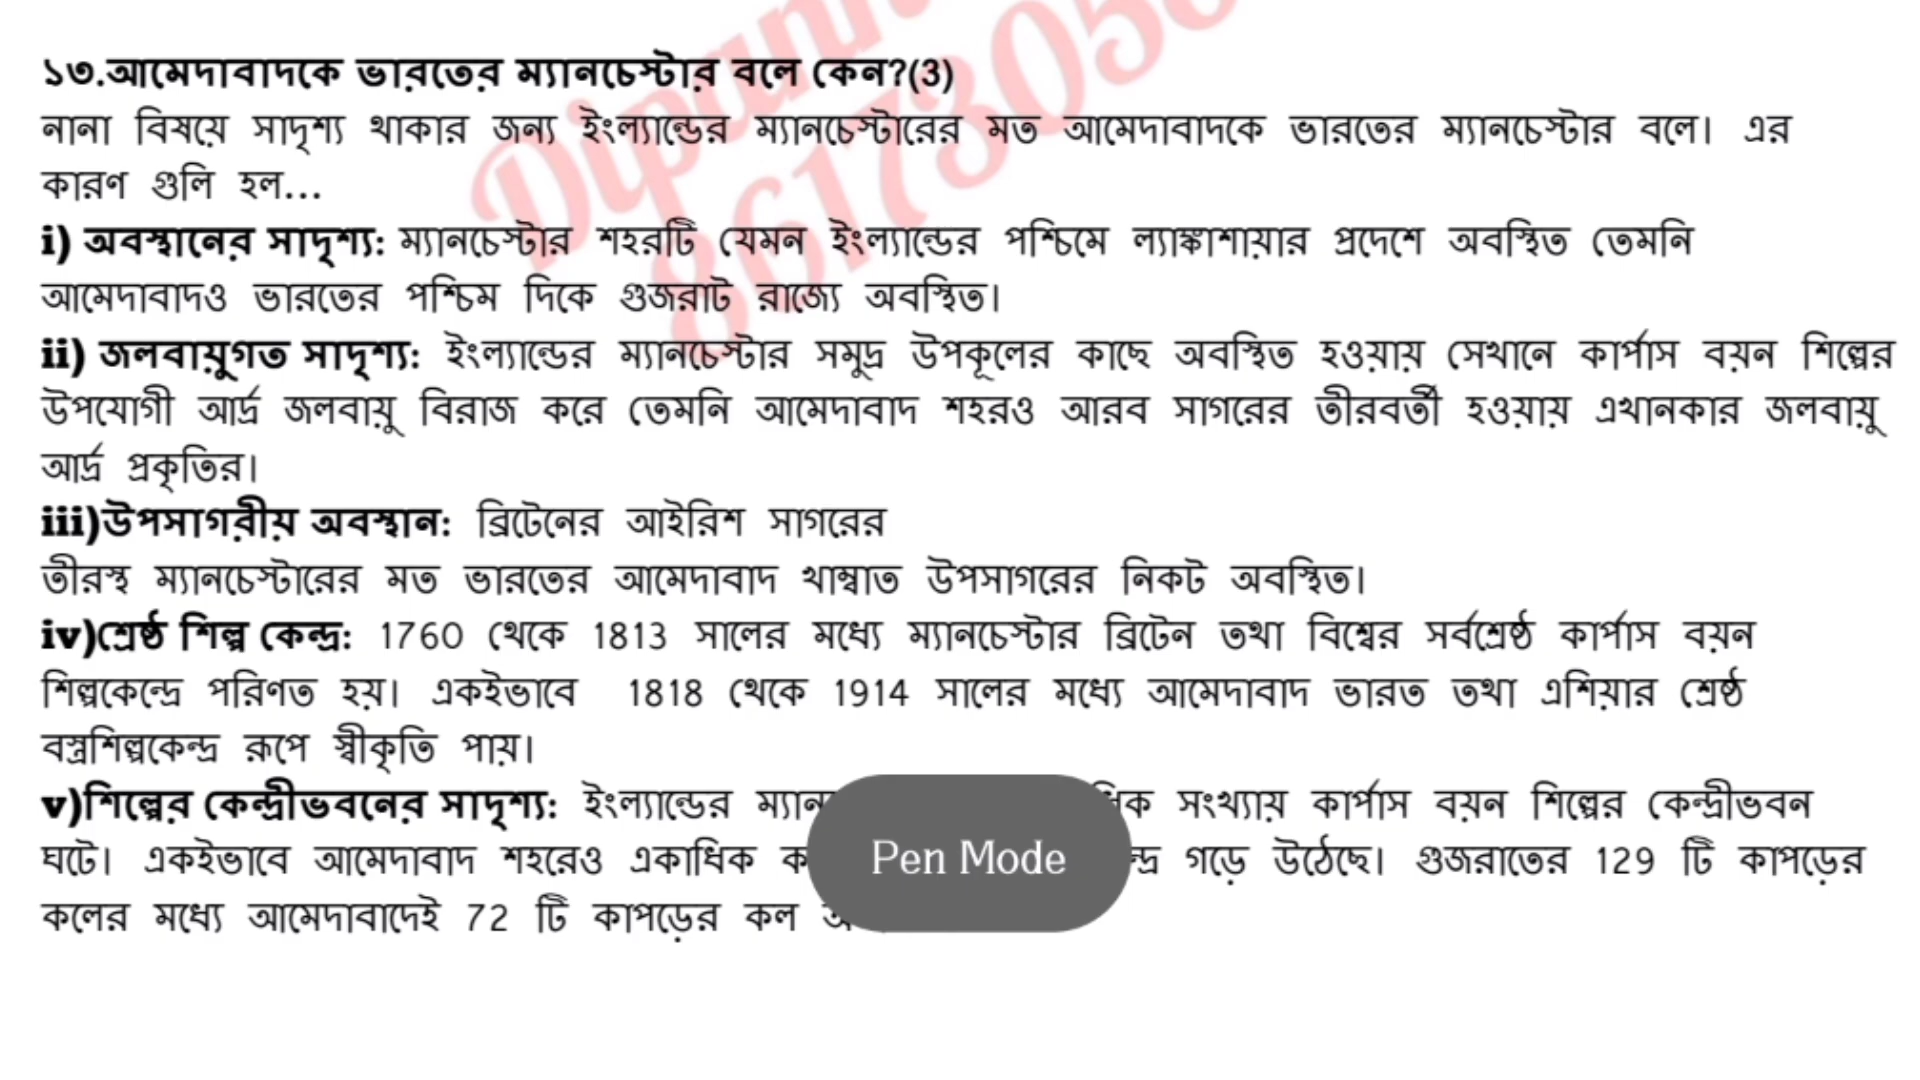 ১৩.আমেদাবাদকে ভারতের ম্যানচেস্টার বলে কেন?(3)
নানা বিষয়ে সাদৃশ্য থাকার জন্য ইংল্যান্ডের ম্যানচেস্টারের মত আমেদাবাদকে ভারতের ম্যানচেস্টার বলে। এর
কারণ গুলি হল...
i) অবস্থানের সাদৃশ্য: ম্যানচেস্টার শহরটি যেমন ইংল্যান্ডের পশ্চিমে ল্যাঙ্কাশায়ার প্রদেশে অবস্থিত তেমনি
আমেদাবাদও ভারতের পশ্চিম দিকে গুজরাট রাজ্যে অবস্থিত।
ii) জলবায়ুগত সাদৃশ্য: ইংল্যান্ডের ম্যানচেস্টার সমুদ্র উপকূলের কাছে অবস্থিত হওয়ায় সেখানে কার্পাস বয়ন শিল্পের
উপযোগী আর্দ্র জলবায়ু বিরাজ করে তেমনি আমেদাবাদ শহরও আরব সাগরের তীরবর্তী হওয়ায় এখানকার জলবায়ু
আর্দ্র প্রকৃতির।
iii)উপসাগরীয় অবস্থান: ব্রিটেনের আইরিশ সাগরের
তীরস্থ ম্যানচেস্টারের মত ভারতের আমেদাবাদ খাম্বাত উপসাগরের নিকট অবস্থিত।
iv)শ্রেষ্ঠ শিল্প কেন্দ্র: 1760 থেকে 1813 সালের মধ্যে ম্যানচেস্টার ব্রিটেন তথা বিশ্বের সর্বশ্রেষ্ঠ কার্পাস বয়ন
শিল্পকেন্দ্রে পরিণত হয়। একইভাবে 1818 থেকে 1914 সালের মধ্যে আমেদাবাদ ভারত তথা এশিয়ার শ্রেষ্ঠ
বস্ত্রশিল্পকেন্দ্র রূপে স্বীকৃতি পায়।
v)শিল্পের কেন্দ্রীভবনের সাদৃশ্য: ইংল্যান্ডের সংখ্যায় কার্পাস বয়ন শিল্পের কেন্দ্রীভবন
ঘটে। একইভাবে আমেদাবাদ শহরেও একাধিক Pen Mode গড়ে উঠেছে। গুজরাতের 129 টি কাপড়ের
কলের মধ্যে আমেদাবাদেই 72 টি কাপড়ের কল